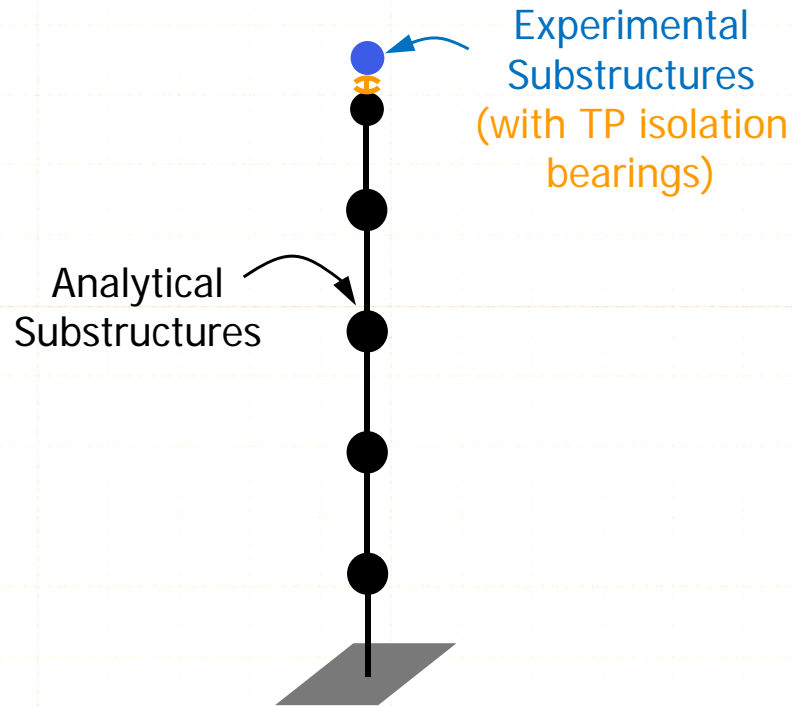 Experimental
Substructures
(with TP isolation
bearings)
Analytical
Substructures